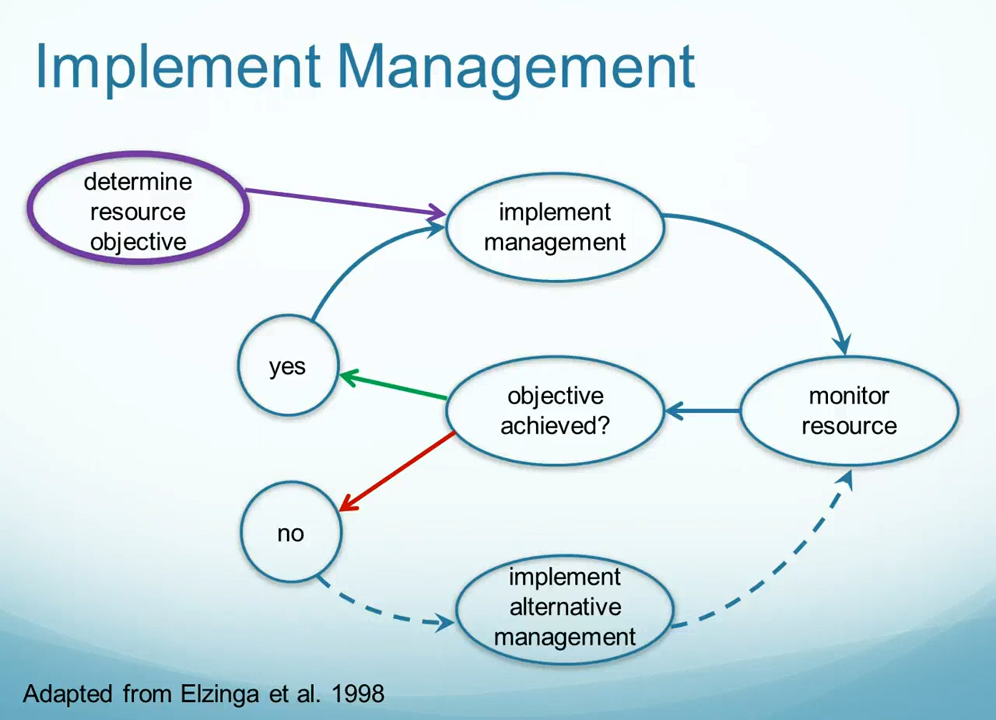 Implement Management
determine
resource
objective
implement
management
yes
objective
achieved?
monitor
resource
no
implement
alternative
management
Adapted from Elzinga et al. 1998